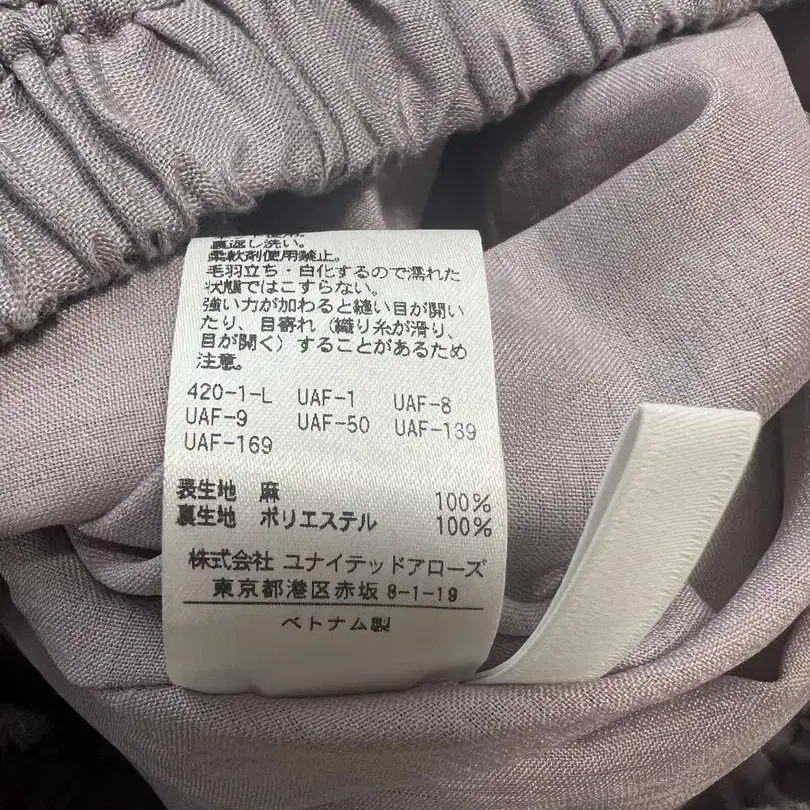 裏返し洗い。
柔軟剤使用禁止。
毛羽立ち・白化するので濡れた
状態ではこすらない。
強い力が加わると縫い目が開い
たり、目寄れ（織り糸が滑り、
目が開く）することがあるため
注意。
420-1-L UAF-1 UAF-8
UAF-9 UAF-50 UAF-139
UAF-169
表生地 麻 100%
裏生地 ポリエステル 100%
株式会社 ユナイテッドアローズ
東京都港区赤坂 8-1-19
ベトナム製